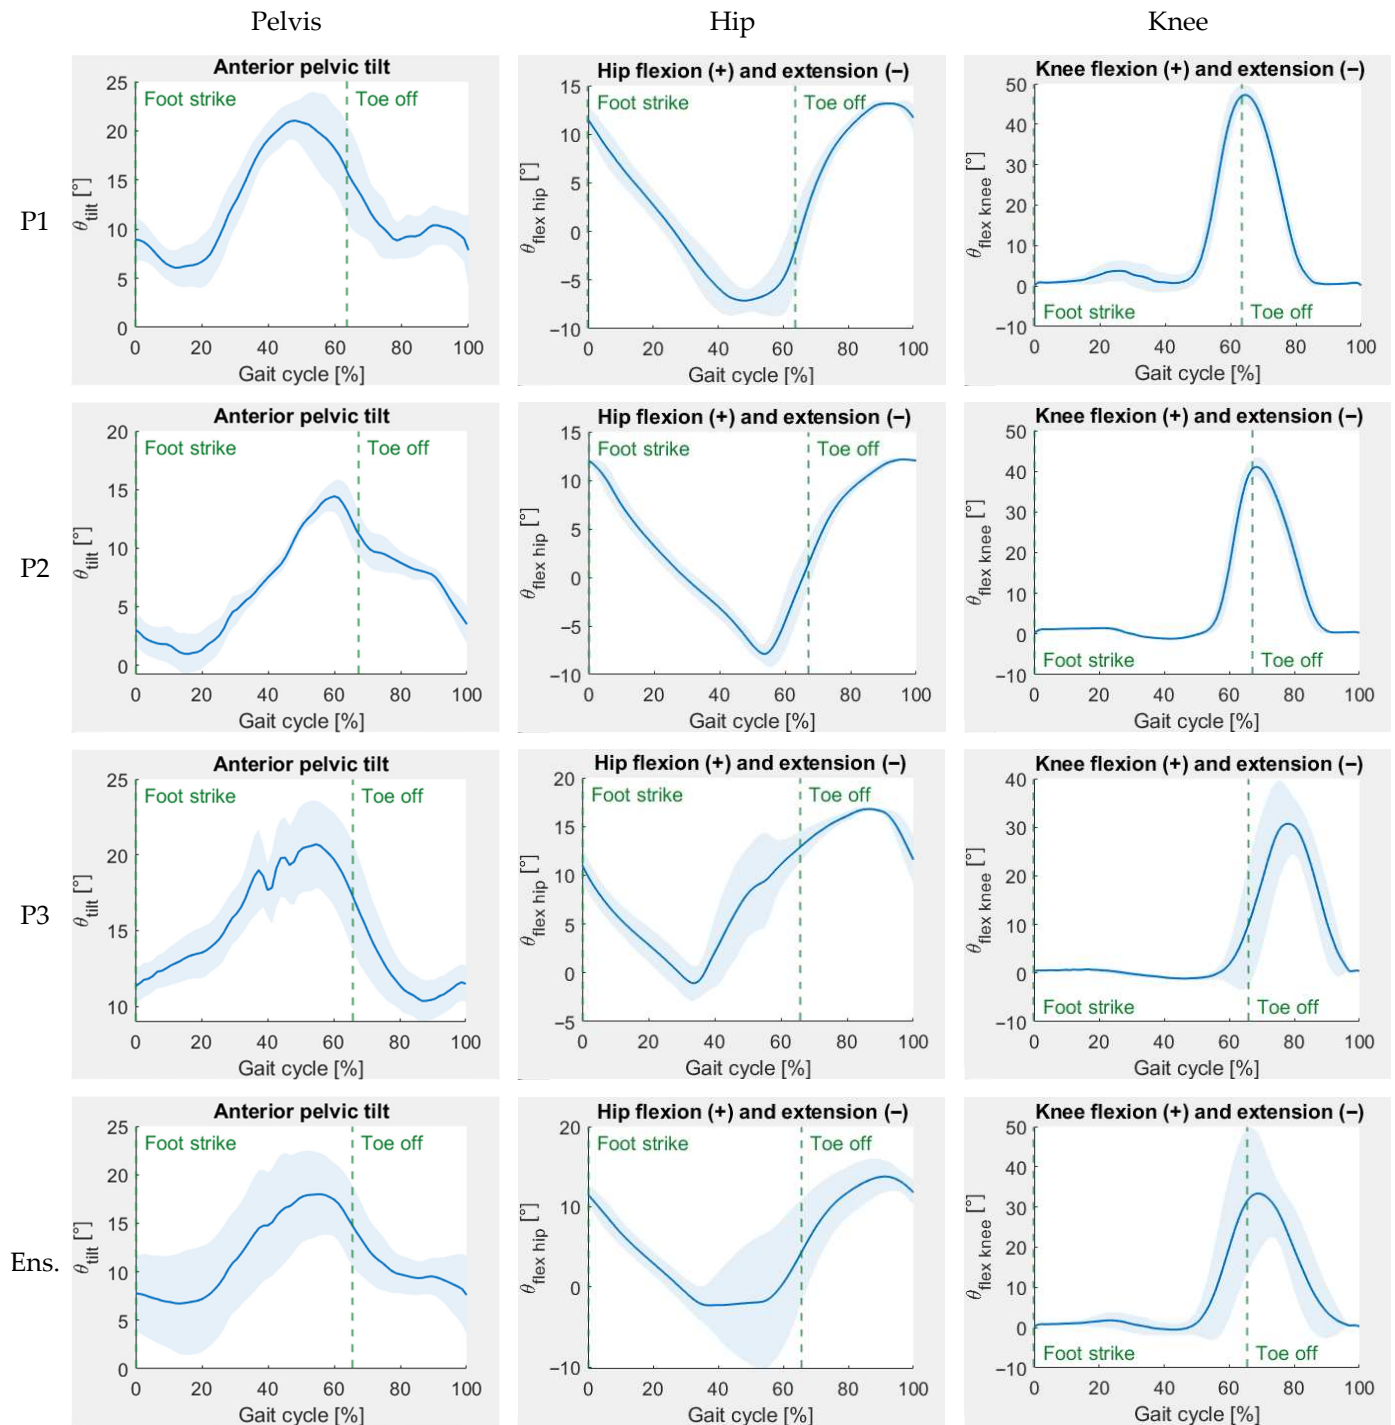 Pelvis Hip Knee
P1
Anterior pelvic tilt
25
20
15
10
5
0
θtilt [°]
Foot strike Toe off
0 20 40 60 80 100
Gait cycle [%]
Hip flexion (+) and extension (−)
15
10
5
0
−5
−10
θflex hip [°]
Foot strike Toe off
0 20 40 60 80 100
Gait cycle [%]
Knee flexion (+) and extension (−)
50
40
30
20
10
0
−10
θflex knee [°]
Foot strike Toe off
0 20 40 60 80 100
Gait cycle [%]
P2
Anterior pelvic tilt
20
15
10
5
0
θtilt [°]
Foot strike Toe off
0 20 40 60 80 100
Gait cycle [%]
Hip flexion (+) and extension (−)
15
10
5
0
−5
−10
θflex hip [°]
Foot strike Toe off
0 20 40 60 80 100
Gait cycle [%]
Knee flexion (+) and extension (−)
50
40
30
20
10
0
−10
θflex knee [°]
Foot strike Toe off
0 20 40 60 80 100
Gait cycle [%]
P3
Anterior pelvic tilt
25
20
15
10
θtilt [°]
Foot strike Toe off
0 20 40 60 80 100
Gait cycle [%]
Hip flexion (+) and extension (−)
20
15
10
5
0
−5
θflex hip [°]
Foot strike Toe off
0 20 40 60 80 100
Gait cycle [%]
Knee flexion (+) and extension (−)
40
30
20
10
0
−10
θflex knee [°]
Foot strike Toe off
0 20 40 60 80 100
Gait cycle [%]
Ens.
Anterior pelvic tilt
25
20
15
10
5
0
θtilt [°]
Foot strike Toe off
0 20 40 60 80 100
Gait cycle [%]
Hip flexion (+) and extension (−)
20
10
0
−10
θflex hip [°]
Foot strike Toe off
0 20 40 60 80 100
Gait cycle [%]
Knee flexion (+) and extension (−)
50
40
30
20
10
0
−10
θflex knee [°]
Foot strike Toe off
0 20 40 60 80 100
Gait cycle [%]